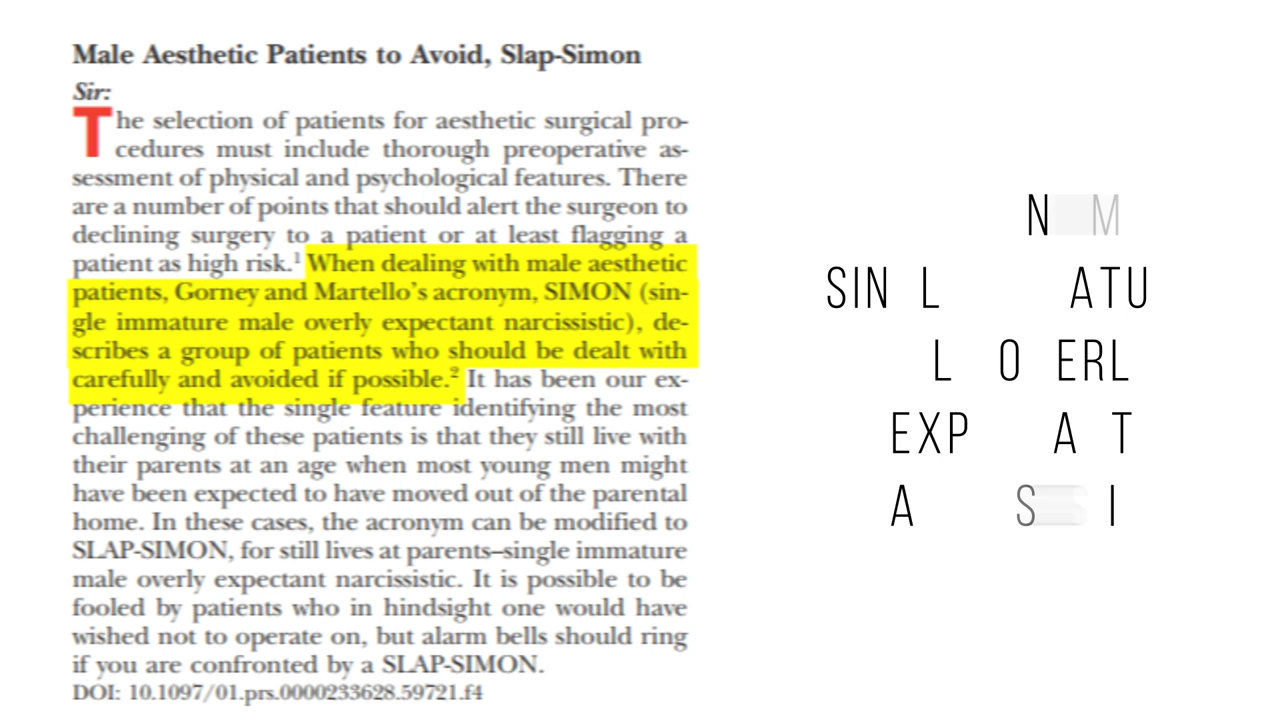 Male Aesthetic Patients to Avoid, Slap-Simon
Sir:
The selection of patients for aesthetic surgical pro-
cedures must include thorough preoperative as-
sessment of physical and psychological features. There
are a number of points that should alert the surgeon to
declining surgery to a patient or at least flagging a
patient as high risk.¹ When dealing with male aesthetic
patients, Gorney and Martello's acronym, SIMON (sin-
gle immature male overly expectant narcissistic), de-
scribes a group of patients who should be dealt with
carefully and avoided if possible.² It has been our ex-
perience that the single feature identifying the most
challenging of these patients is that they still live with
their parents at an age when most young men might
have been expected to have moved out of the parental
home. In these cases, the acronym can be modified to
SLAP-SIMON, for still lives at parents–single immature
male overly expectant narcissistic. It is possible to be
fooled by patients who in hindsight one would have
wished not to operate on, but alarm bells should ring
if you are confronted by a SLAP-SIMON.
DOI: 10.1097/01.prs.0000233628.59721.f4
N M
SIN L ATU
L O ERL
EXP A T
A S I